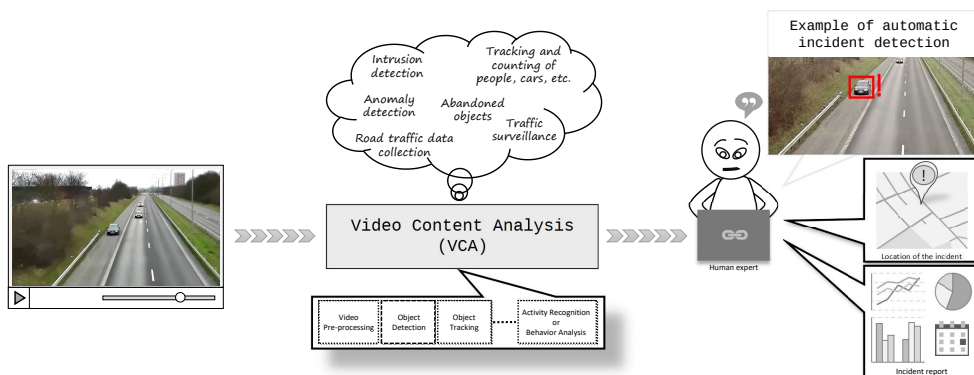 Intrusion
detection
Tracking and
counting of
people, cars, etc.
Anomaly
detection
Abandoned
objects
Traffic
surveillance
Road traffic data
collection
Video Content Analysis
(VCA)
Video
Pre-processing
Object
Detection
Object
Tracking
Activity Recognition
or
Behavior Analysis
Human expert
Example of automatic
incident detection
!
!
Location of the incident
Incident report